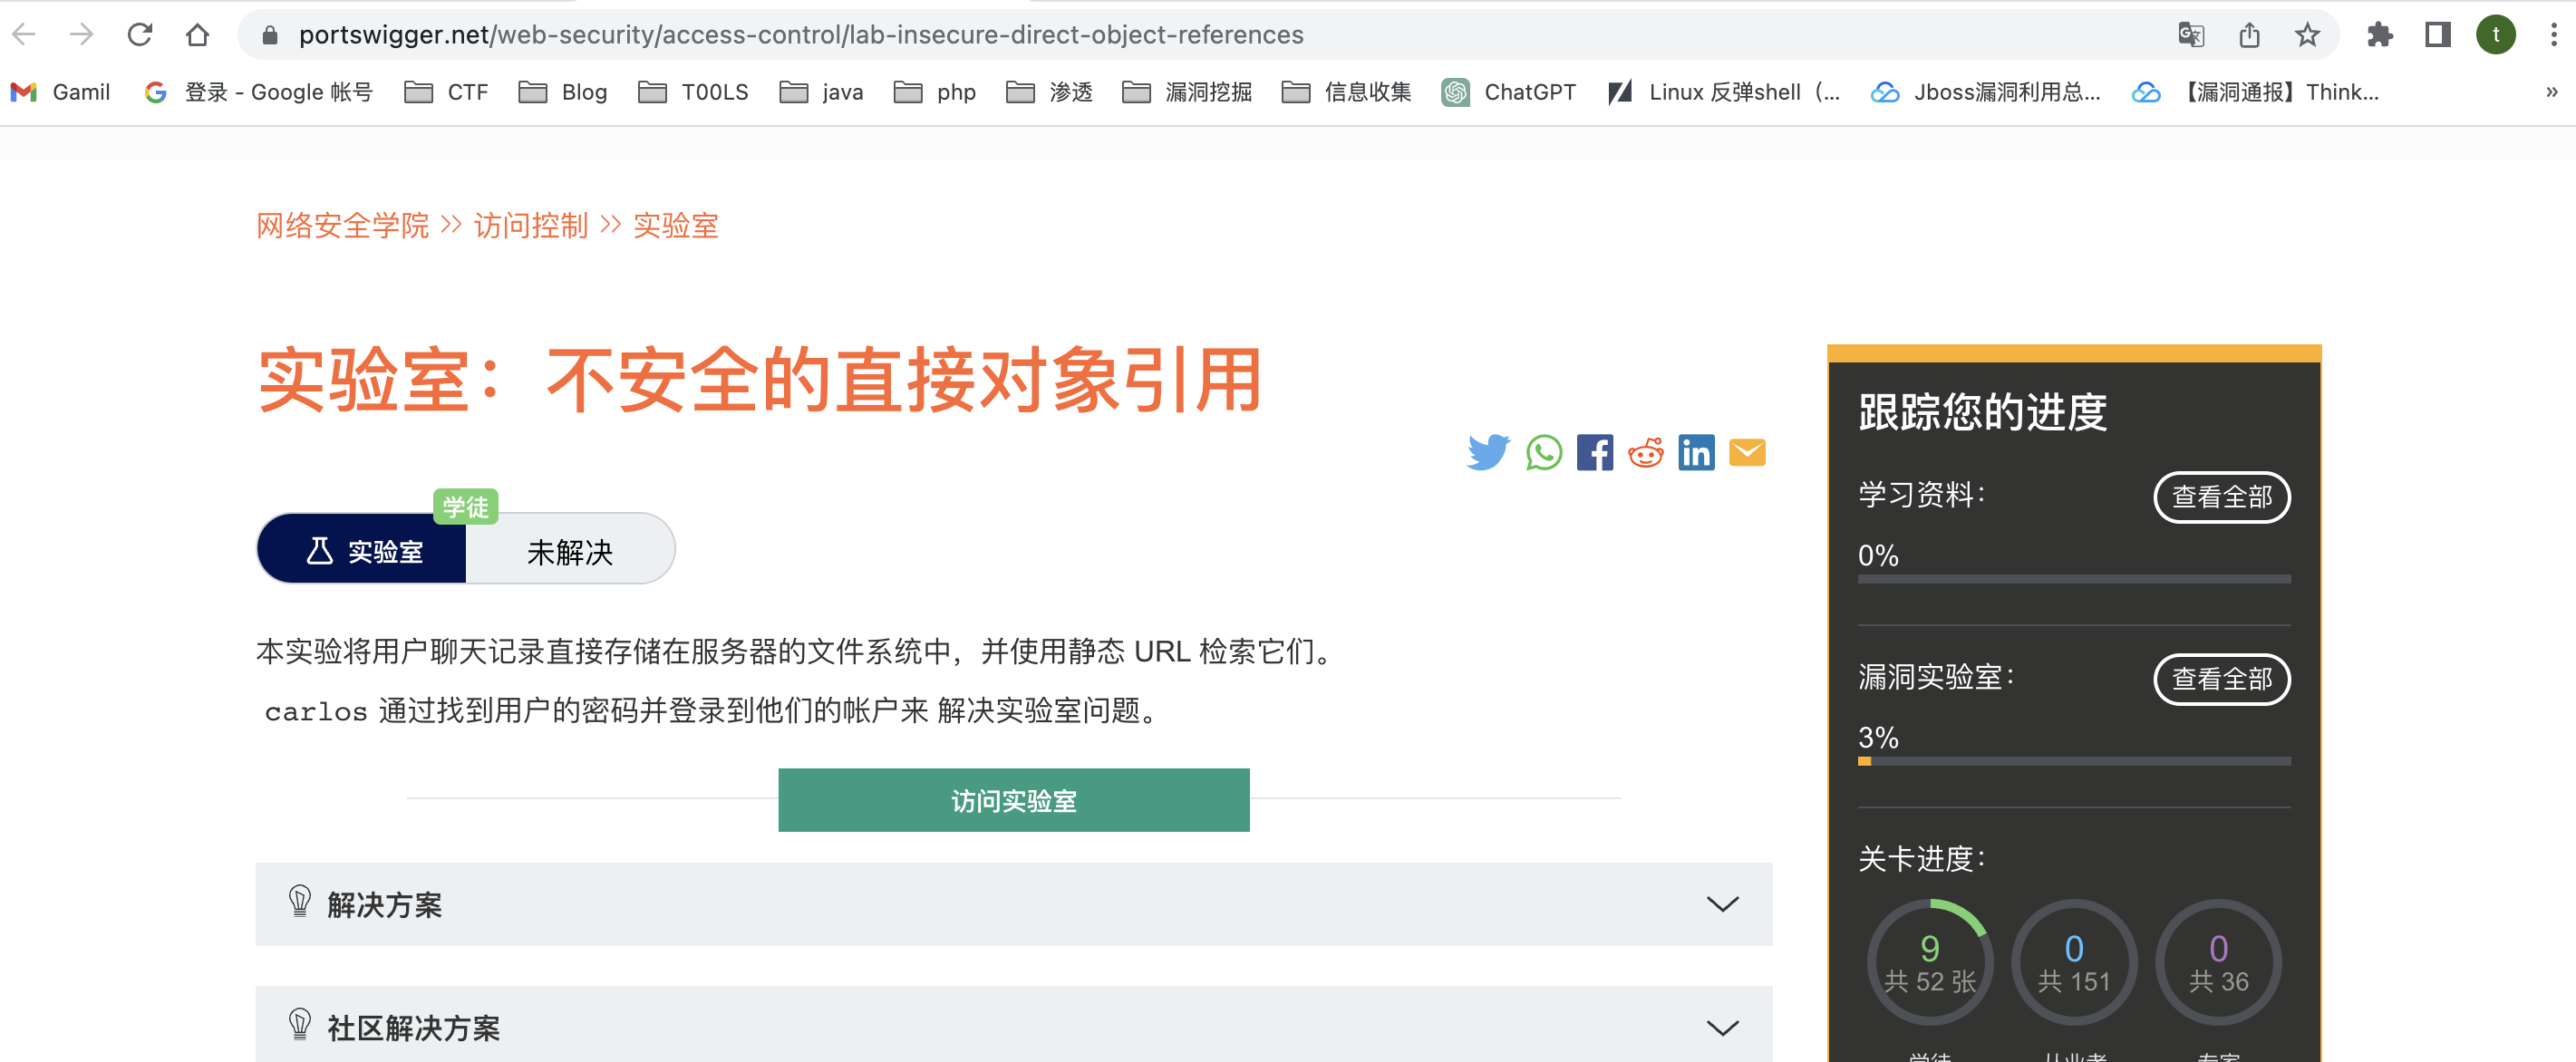 portswigger.net/web-security/access-control/lab-insecure-direct-object-references
t
Gamil
登录 - Google 帐号
CTF
Blog
T00LS
java
php
渗透
漏洞挖掘
信息收集
ChatGPT
Linux 反弹shell（...
Jboss漏洞利用总...
【漏洞通报】Think...
»
网络安全学院 >> 访问控制 >> 实验室
实验室：不安全的直接对象引用
学徒
实验室
未解决
本实验将用户聊天记录直接存储在服务器的文件系统中，并使用静态 URL 检索它们。
carlos 通过找到用户的密码并登录到他们的帐户来 解决实验室问题。
访问实验室
解决方案
社区解决方案
跟踪您的进度
学习资料：
查看全部
0%
漏洞实验室：
查看全部
3%
关卡进度：
9
共 52 张
0
共 151
0
共 36
学徒
从业者
专家